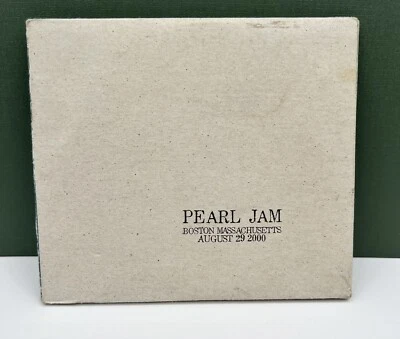 PEARL JAM
BOSTON MASSACHUSETTS
AUGUST 29 2000